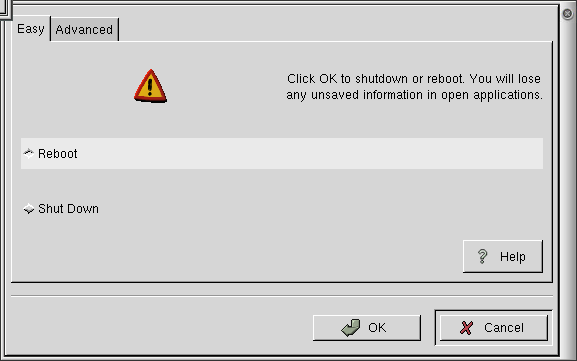 Easy
Advanced
Click OK to shutdown or reboot. You will lose
any unsaved information in open applications.
Reboot
Shut Down
? Help
OK
Cancel